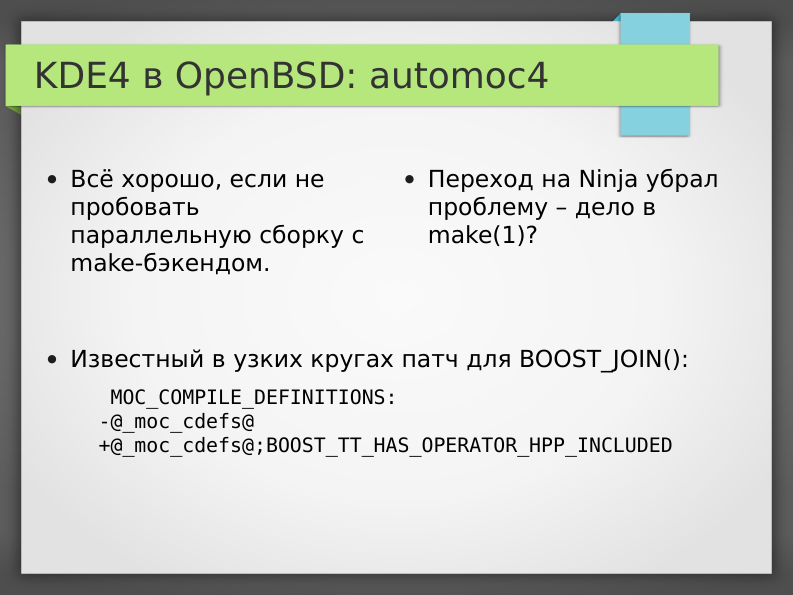 KDE4 в OpenBSD: automoc4
• Всё хорошо, если не
пробовать
параллельную сборку с
make-бэкендом.
• Переход на Ninja убрал
проблему – дело в
make(1)?
• Известный в узких кругах патч для BOOST_JOIN():
 MOC_COMPILE_DEFINITIONS:
-@_moc_cdefs@
+@_moc_cdefs@;BOOST_TT_HAS_OPERATOR_HPP_INCLUDED